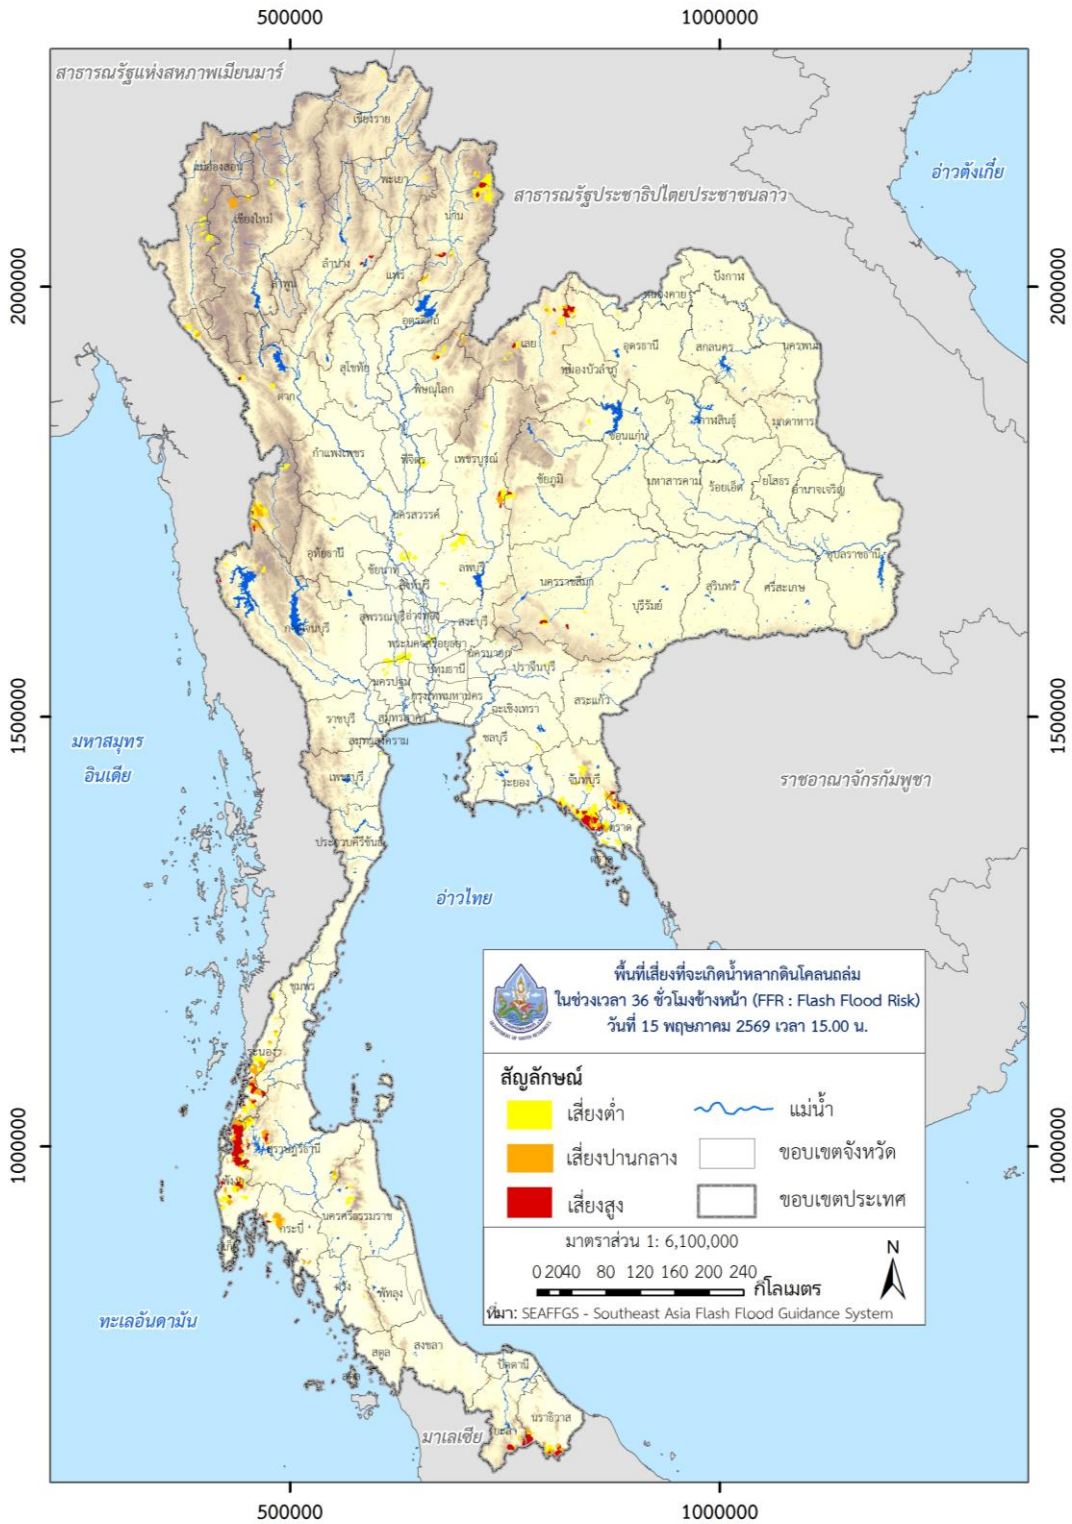 500000
1000000
สาธารณรัฐแห่งสหภาพเมียนมาร์
เชียงราย
อ่าวตังเกี๋ย
แม่ฮ่องสอน
พะเยา
สาธารณรัฐประชาธิปไตยประชาชนลาว
เชียงใหม่
น่าน
2000000
ลำปาง
แพร่
บึงกาฬ
2000000
ลำพูน
หนองคาย
อุตรดิตถ์
เลย
อุดรธานี
สกลนคร
นครพนม
สุโขทัย
หนองบัวลำภู
ตาก
พิษณุโลก
ขอนแก่น
กาฬสินธุ์
มุกดาหาร
กำแพงเพชร
พิจิตร
เพชรบูรณ์
ชัยภูมิ
มหาสารคาม
ร้อยเอ็ด
ยโสธร
อำนาจเจริญ
นครสวรรค์
อุทัยธานี
ชัยนาท
ลพบุรี
อุบลราชธานี
สิงห์บุรี
นครราชสีมา
บุรีรัมย์
สุรินทร์
ศรีสะเกษ
กาญจนบุรี
สุพรรณบุรี
อ่างทอง
สระบุรี
พระนครศรีอยุธยา
นครนายก
ปทุมธานี
ปราจีนบุรี
นครปฐม
กรุงเทพมหานคร
สระแก้ว
1500000
ราชบุรี
สมุทรสาคร
ฉะเชิงเทรา
1500000
สมุทรสงคราม
ชลบุรี
มหาสมุทร
อินเดีย
เพชรบุรี
ระยอง
จันทบุรี
ราชอาณาจักรกัมพูชา
ประจวบคีรีขันธ์
ตราด
ตราด
อ่าวไทย
ชุมพร
ระนอง
1000000
สุราษฎร์ธานี
1000000
พังงา
นครศรีธรรมราช
กระบี่
ภูเก็ต
ตรัง
พัทลุง
ทะเลอันดามัน
สตูล
สงขลา
สตูล
ปัตตานี
มาเลเซีย
ยะลา
นราธิวาส
พื้นที่เสี่ยงที่จะเกิดน้ำหลากดินโคลนถล่ม
ในช่วงเวลา 36 ชั่วโมงข้างหน้า (FFR : Flash Flood Risk)
วันที่ 15 พฤษภาคม 2569 เวลา 15.00 น.
สัญลักษณ์
เสี่ยงต่ำ
แม่น้ำ
เสี่ยงปานกลาง
ขอบเขตจังหวัด
เสี่ยงสูง
ขอบเขตประเทศ
มาตราส่วน 1: 6,100,000
N
0 2040 80 120 160 200 240
กิโลเมตร
ที่มา: SEAFFGS - Southeast Asia Flash Flood Guidance System
500000
1000000